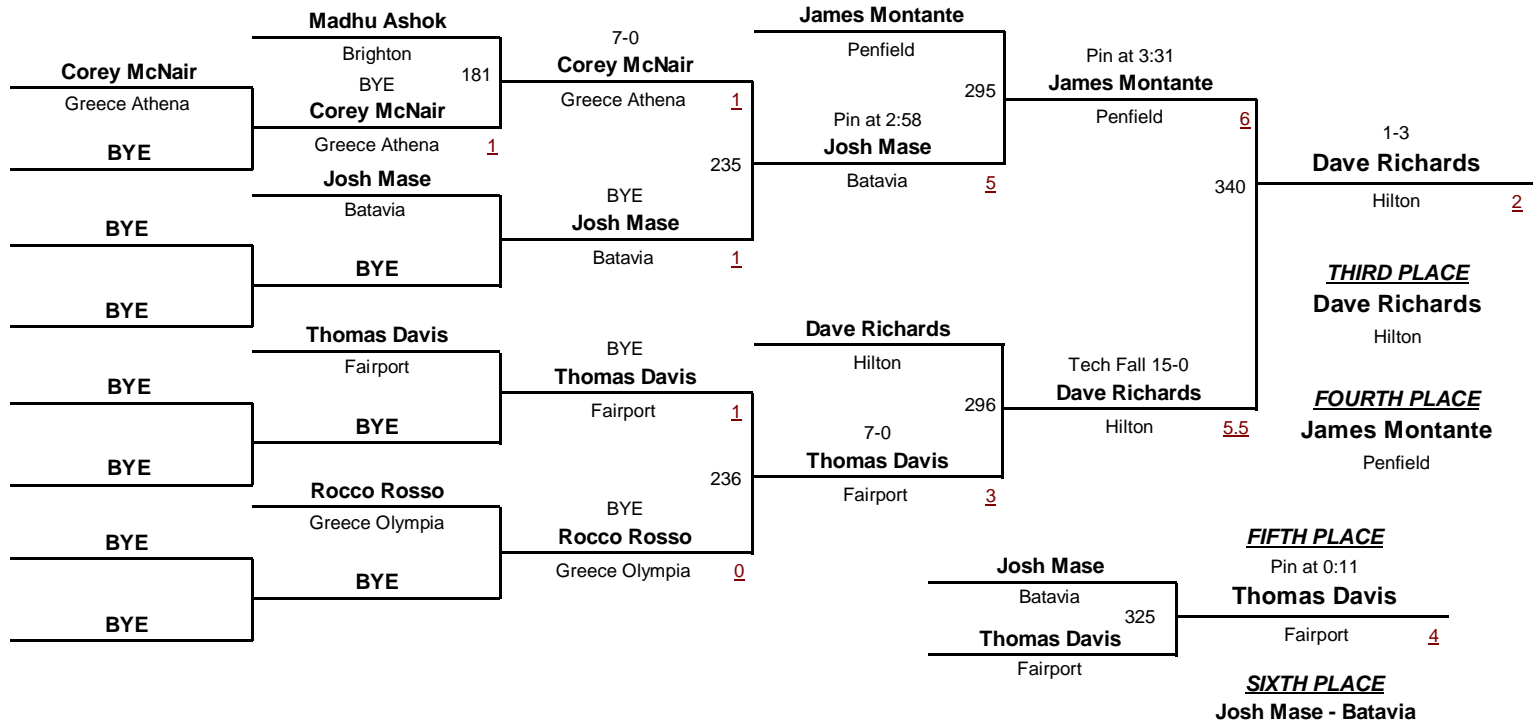 Corey McNair
Greece Athena
BYE
BYE
BYE
BYE
BYE
BYE
BYE
Madhu Ashok
Brighton
BYE
181
Corey McNair
Greece Athena 1
Josh Mase
Batavia
BYE
Thomas Davis
Fairport
BYE
Rocco Rosso
Greece Olympia
BYE
7-0
Corey McNair
Greece Athena 1
235
BYE
Josh Mase
Batavia 1
BYE
Thomas Davis
Fairport 1
236
BYE
Rocco Rosso
Greece Olympia 0
James Montante
Penfield
295
Pin at 2:58
Josh Mase
Batavia 5
Dave Richards
Hilton
296
7-0
Thomas Davis
Fairport 3
Pin at 3:31
James Montante
Penfield 6
340
Tech Fall 15-0
Dave Richards
Hilton 5.5
1-3
Dave Richards
Hilton 2
THIRD PLACE
Dave Richards
Hilton
FOURTH PLACE
James Montante
Penfield
Josh Mase
Batavia
325
Thomas Davis
Fairport
FIFTH PLACE
Pin at 0:11
Thomas Davis
Fairport 4
SIXTH PLACE
Josh Mase - Batavia